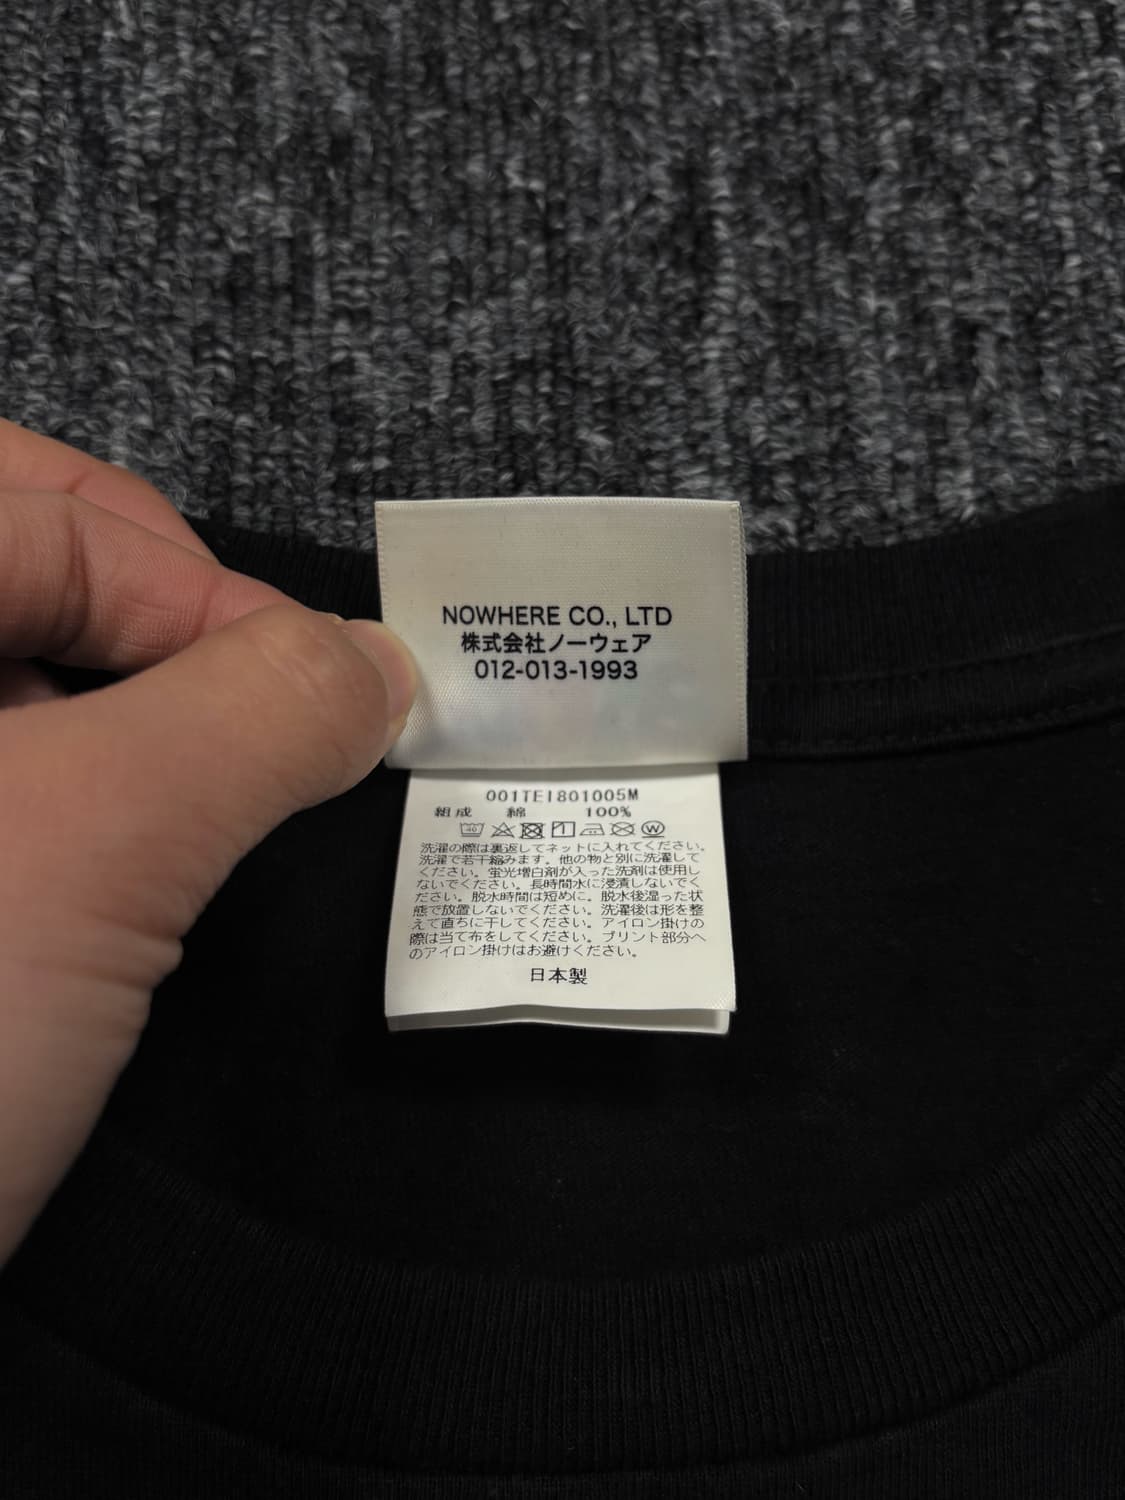 NOWHERE CO., LTD
株式会社ノーウェア
012-013-1993
001TEI801005M
組成 綿 100%
40 W
洗濯の際は裏返してネットに入れてください。
洗濯で若干縮みます。他の物と別に洗濯して
ください。蛍光増白剤が入った洗剤は使用し
ないでください。長時間水に浸漬しないでく
ださい。脱水時間は短めに。脱水後湿った状
態で放置しないでください。洗濯後は形を整
えて直ちに干してください。アイロン掛けの
際は当て布をしてください。プリント部分へ
のアイロン掛けはお避けください。
日本製